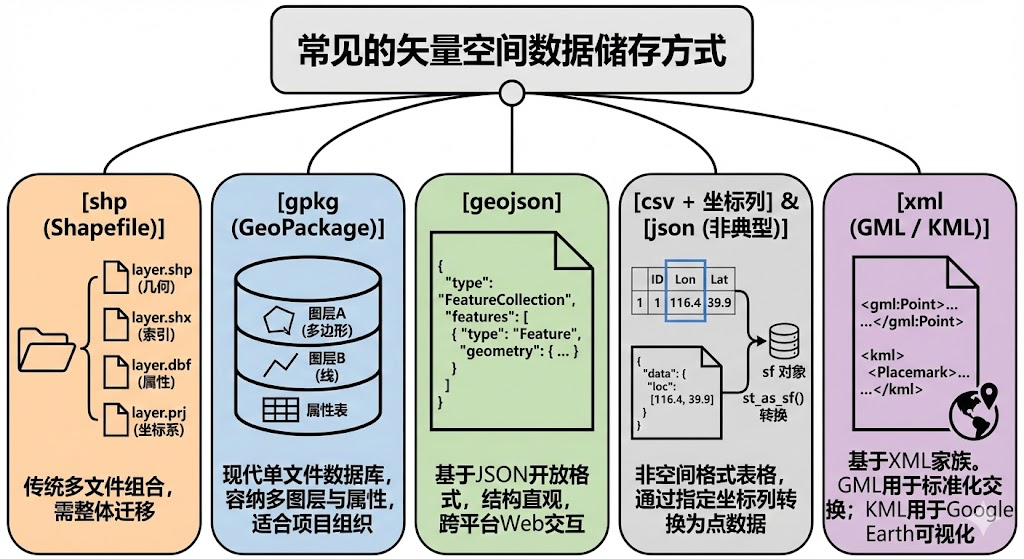 常见的矢量空间数据储存方式
[shp
(Shapefile)]
layer.shp
(几何)
layer.shx
(索引)
layer.dbf
(属性)
layer.prj
(坐标系)
传统多文件组合，
需整体迁移
[gpkg
(GeoPackage)]
图层A
(多边形)
图层B
(线)
属性表
现代单文件数据库，
容纳多图层与属性，
适合项目组织
[geojson]
{
"type":
"FeatureCollection",
"features": [
{ "type": "Feature",
"geometry": { ... }
}
]
}
基于JSON开放格
式，结构直观，
跨平台Web交互
[csv + 坐标列] &
[json (非典型)]
ID Lon Lat
1 1 116.4 39.9
{
"data": {
"loc":
[116.4, 39.9]
}
}
sf 对象
st_as_sf()
转换
非空间格式表格，
通过指定坐标列转
换为点数据
[xml
(GML / KML)]
<gml:Point>...
...</gml:Point>
<kml>
<Placemark>...
...</kml>
基于XML家族。
GML用于标准化交
换；KML用于Google
Earth可视化